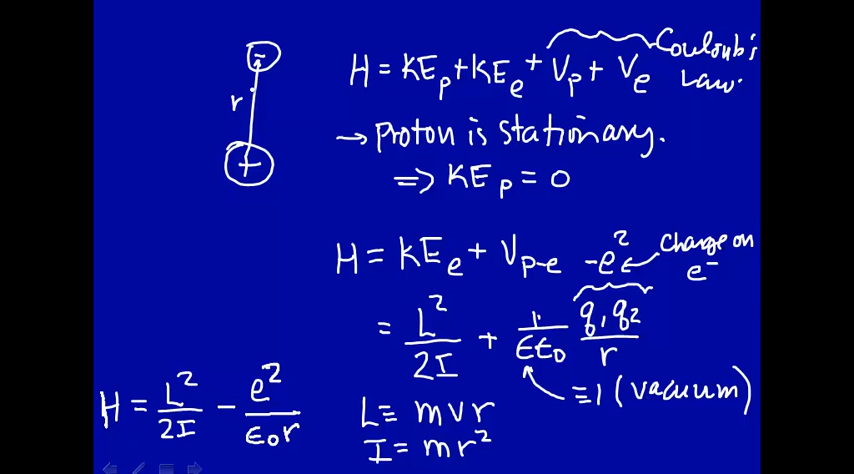 H = KEp + KEe + Vp + Ve
Coulomb's
Law.
−
r
+
→ Proton is stationary.
⇒ KEp = 0
H = KEe + Vp-e
-e²
charge on
e⁻
= L²/2I + 1/(εε₀) q₁q₂/r
≡ 1 (vacuum)
H = L²/2I - e²/(ε₀r)
L ≡ mvr
I = mr²